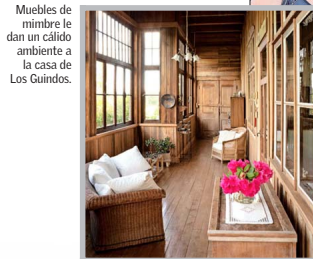 Muebles de
mimbre le
dan un cálido
ambiente a
la casa de
Los Guindos.